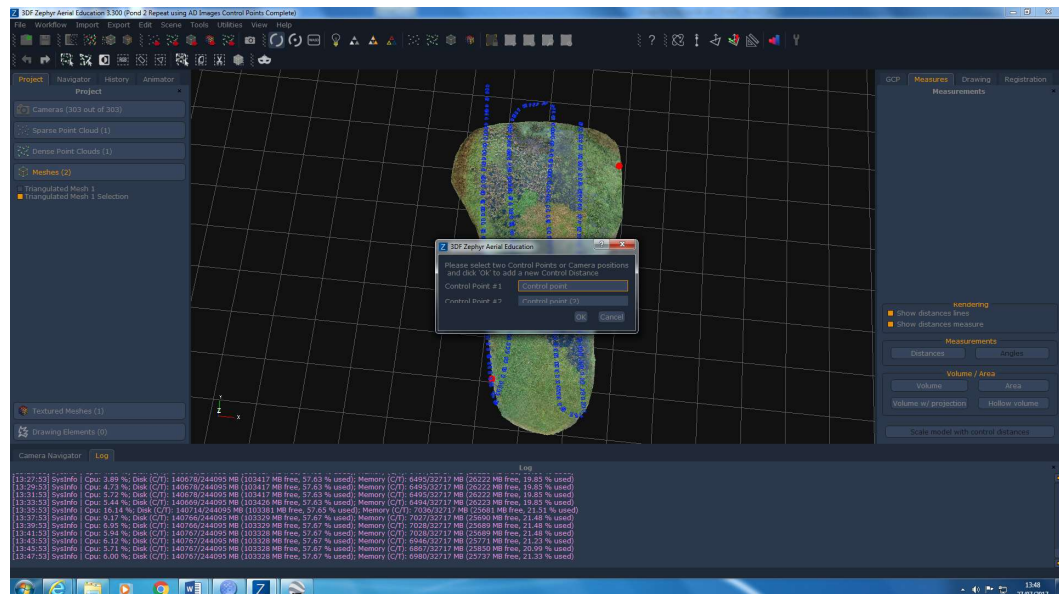 3DF Zephyr Aerial Education 3.300 (Pond 2 Repeat using AD Images Control Points Complete)
File Workflow Import Export Edit Scene Tools Utilities View Help
Project Navigator History Animator
Project
Cameras (303 out of 303)
Sparse Point Cloud (1)
Dense Point Clouds (1)
Meshes (2)
Triangulated Mesh 1
Triangulated Mesh 1 Selection
Textured Meshes (1)
Drawing Elements (0)
Y
Z
X
3DF Zephyr Aerial Education
Please select two Control Points or Camera positions
and click 'Ok' to add a new Control Distance
Control Point #1 Control point
Control Point #2 Control point (2)
OK Cancel
GCP Measures Drawing Registration
Measurements
Rendering
Show distances lines
Show distances measure
Measurements
Distances Angles
Volume / Area
Volume Area
Volume w/ projection Hollow volume
Scale model with control distances
Camera Navigator Log
Log
[13:27:53] SysInfo | Cpu: 3.89 %; Disk (C/T): 140678/244095 MB (103417 MB free, 57.63 % used); Memory (C/T): 6495/32717 MB (26222 MB free, 19.85 % used)
[13:29:53] SysInfo | Cpu: 4.73 %; Disk (C/T): 140678/244095 MB (103417 MB free, 57.63 % used); Memory (C/T): 6495/32717 MB (26222 MB free, 19.85 % used)
[13:31:53] SysInfo | Cpu: 5.72 %; Disk (C/T): 140678/244095 MB (103417 MB free, 57.63 % used); Memory (C/T): 6495/32717 MB (26222 MB free, 19.85 % used)
[13:33:53] SysInfo | Cpu: 5.44 %; Disk (C/T): 140669/244095 MB (103426 MB free, 57.63 % used); Memory (C/T): 6494/32717 MB (26223 MB free, 19.85 % used)
[13:35:53] SysInfo | Cpu: 16.14 %; Disk (C/T): 140714/244095 MB (103381 MB free, 57.65 % used); Memory (C/T): 7036/32717 MB (25681 MB free, 21.51 % used)
[13:37:53] SysInfo | Cpu: 9.17 %; Disk (C/T): 140766/244095 MB (103329 MB free, 57.67 % used); Memory (C/T): 7027/32717 MB (25690 MB free, 21.48 % used)
[13:39:53] SysInfo | Cpu: 6.95 %; Disk (C/T): 140766/244095 MB (103329 MB free, 57.67 % used); Memory (C/T): 7028/32717 MB (25689 MB free, 21.48 % used)
[13:41:53] SysInfo | Cpu: 5.94 %; Disk (C/T): 140767/244095 MB (103328 MB free, 57.67 % used); Memory (C/T): 7028/32717 MB (25689 MB free, 21.48 % used)
[13:43:53] SysInfo | Cpu: 6.12 %; Disk (C/T): 140767/244095 MB (103328 MB free, 57.67 % used); Memory (C/T): 6946/32717 MB (25771 MB free, 21.23 % used)
[13:45:53] SysInfo | Cpu: 5.71 %; Disk (C/T): 140767/244095 MB (103328 MB free, 57.67 % used); Memory (C/T): 6867/32717 MB (25850 MB free, 20.99 % used)
[13:47:53] SysInfo | Cpu: 6.00 %; Disk (C/T): 140767/244095 MB (103328 MB free, 57.67 % used); Memory (C/T): 6980/32717 MB (25737 MB free, 21.33 % used)
13:48